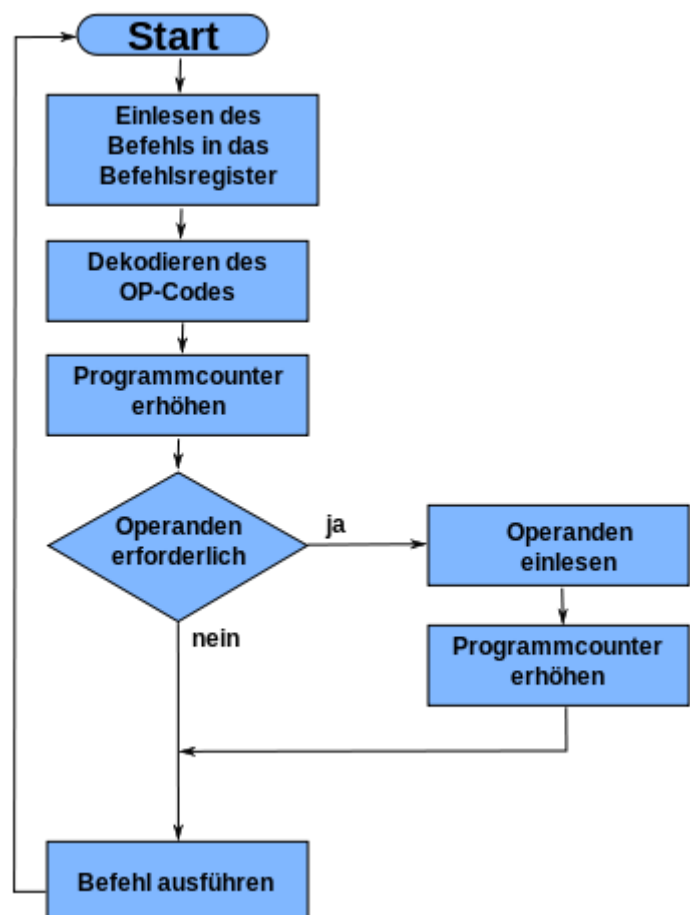 Start
Einlesen des
Befehls in das
Befehlsregister
Dekodieren des
OP-Codes
Programmcounter
erhöhen
Operanden
erforderlich
ja
Operanden
einlesen
nein
Programmcounter
erhöhen
Befehl ausführen